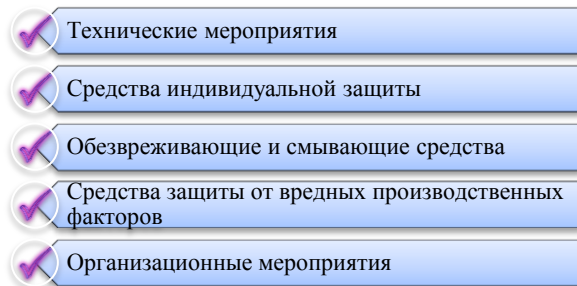 Технические мероприятия
Средства индивидуальной защиты
Обезвреживающие и смывающие средства
Средства защиты от вредных производственных
факторов
Организационные мероприятия